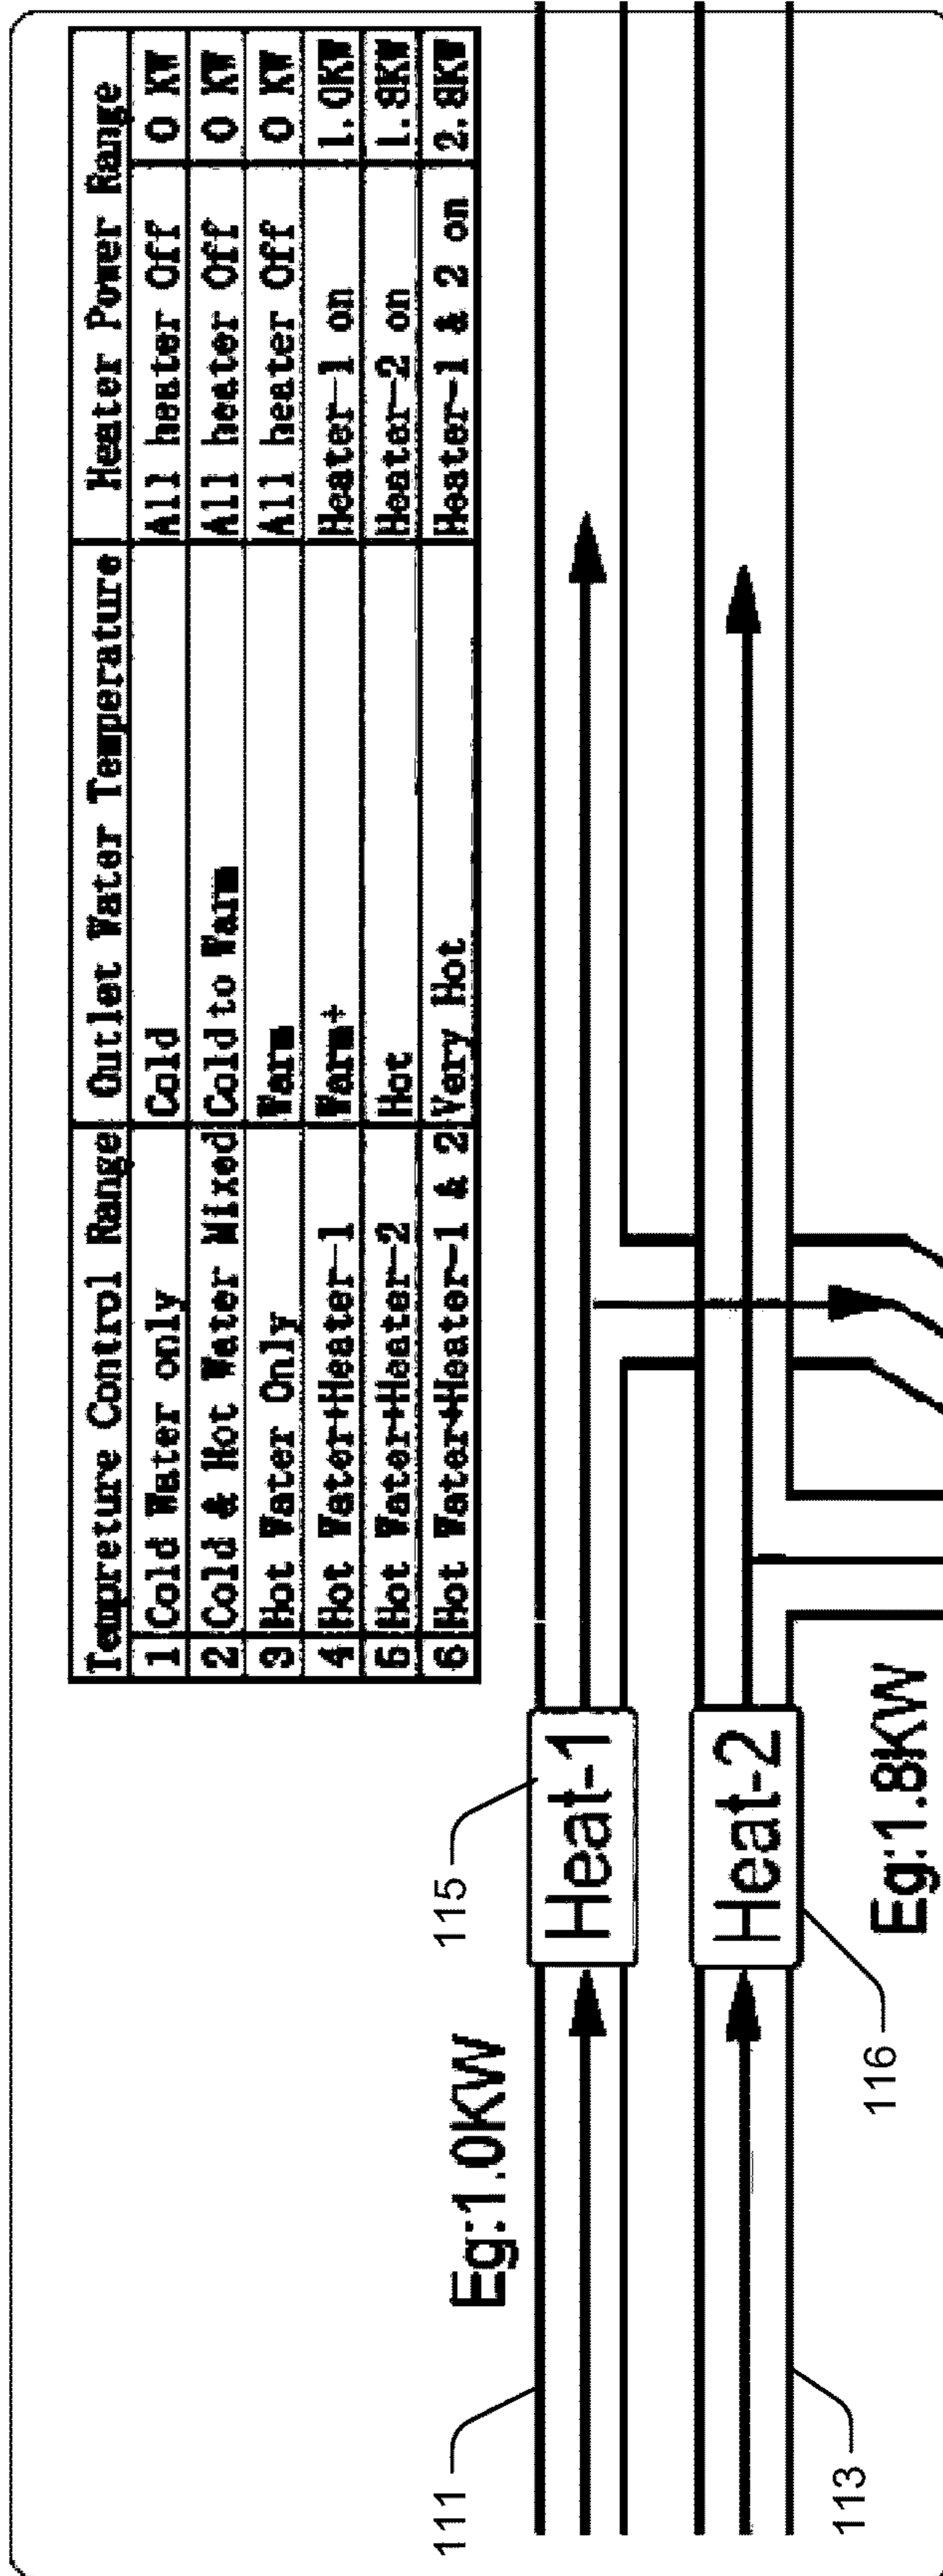 Tempreture Control Range Outlet Water Temperature Heater Power Range
1 Cold Water only Cold All heater Off 0 KW
2 Cold & Hot Water Mixed Cold to Warm All heater Off 0 KW
3 Hot Water Only Warm All heater Off 0 KW
4 Hot Water+Heater-1 Warm+ Heater-1 on 1.0KW
5 Hot Water+Heater-2 Hot Heater-2 on 1.8KW
6 Hot Water+Heater-1 & 2 Very Hot Heater-1 & 2 on 2.8KW
111
Eg:1.0KW
115
Heat-1
Heat-2
113
116
Eg:1.8KW